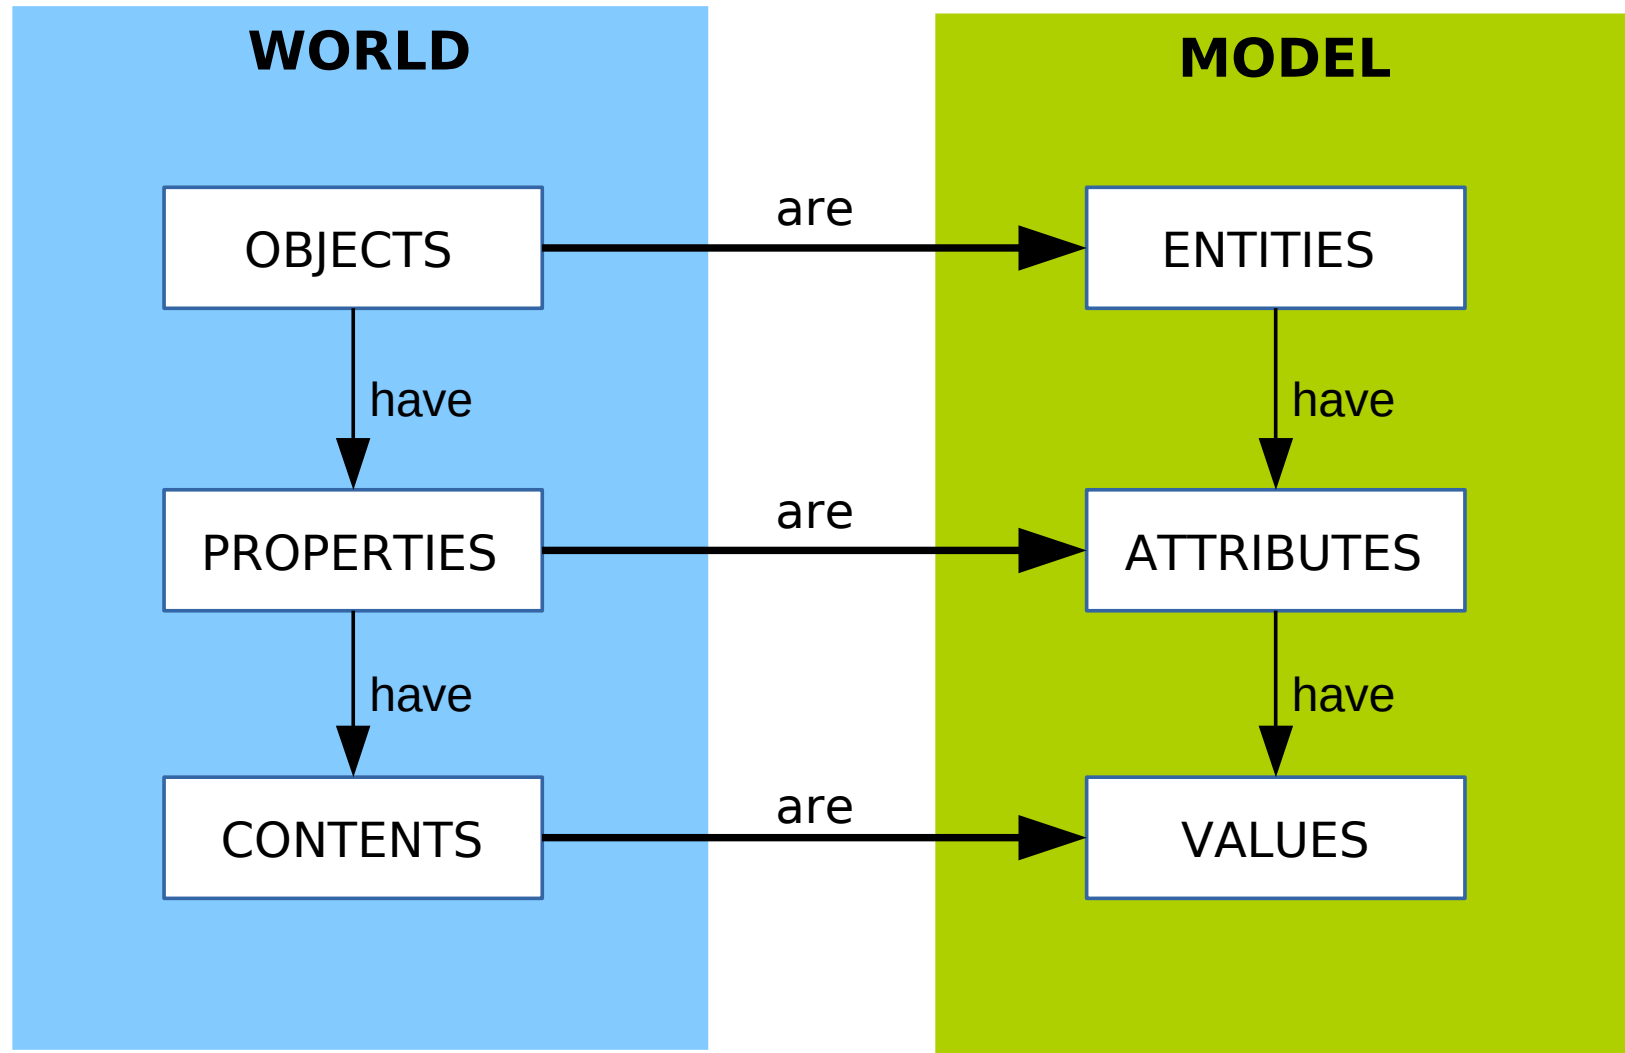 WORLD
MODEL
OBJECTS
are
ENTITIES
have
have
PROPERTIES
are
ATTRIBUTES
have
have
CONTENTS
are
VALUES